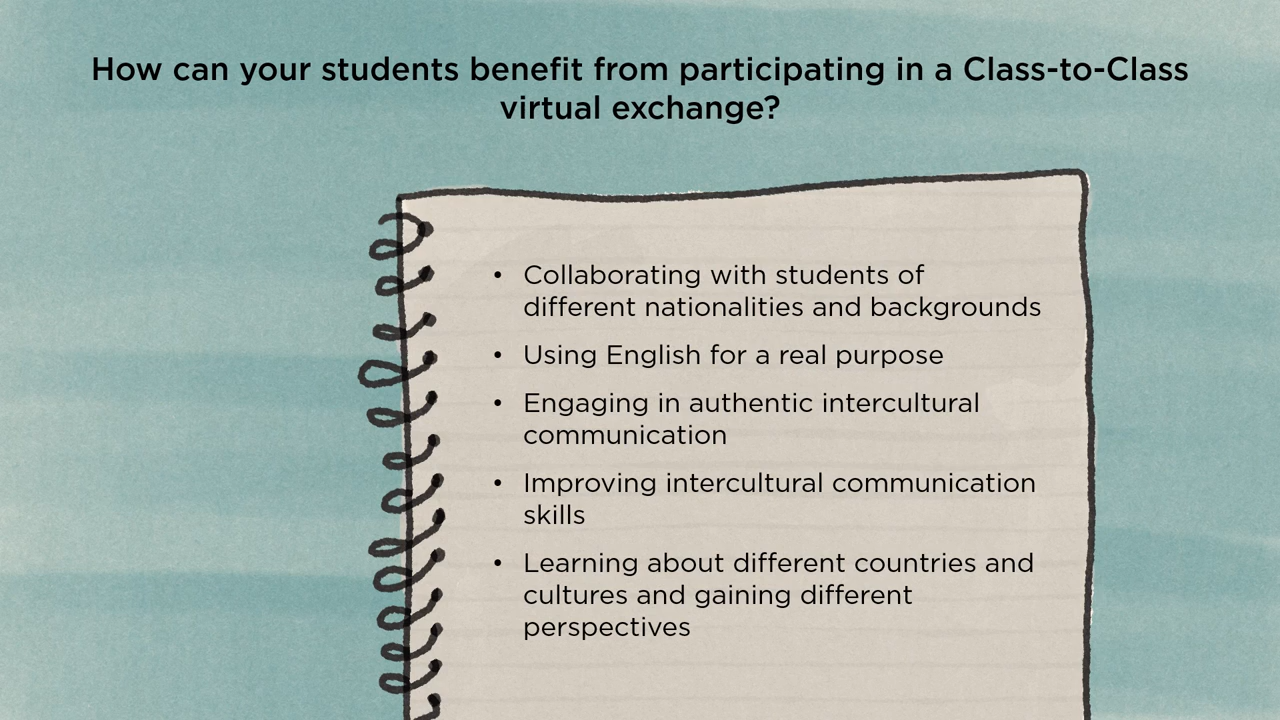 How can your students benefit from participating in a Class-to-Class
virtual exchange?
• Collaborating with students of
different nationalities and backgrounds
• Using English for a real purpose
• Engaging in authentic intercultural
communication
• Improving intercultural communication
skills
• Learning about different countries and
cultures and gaining different
perspectives